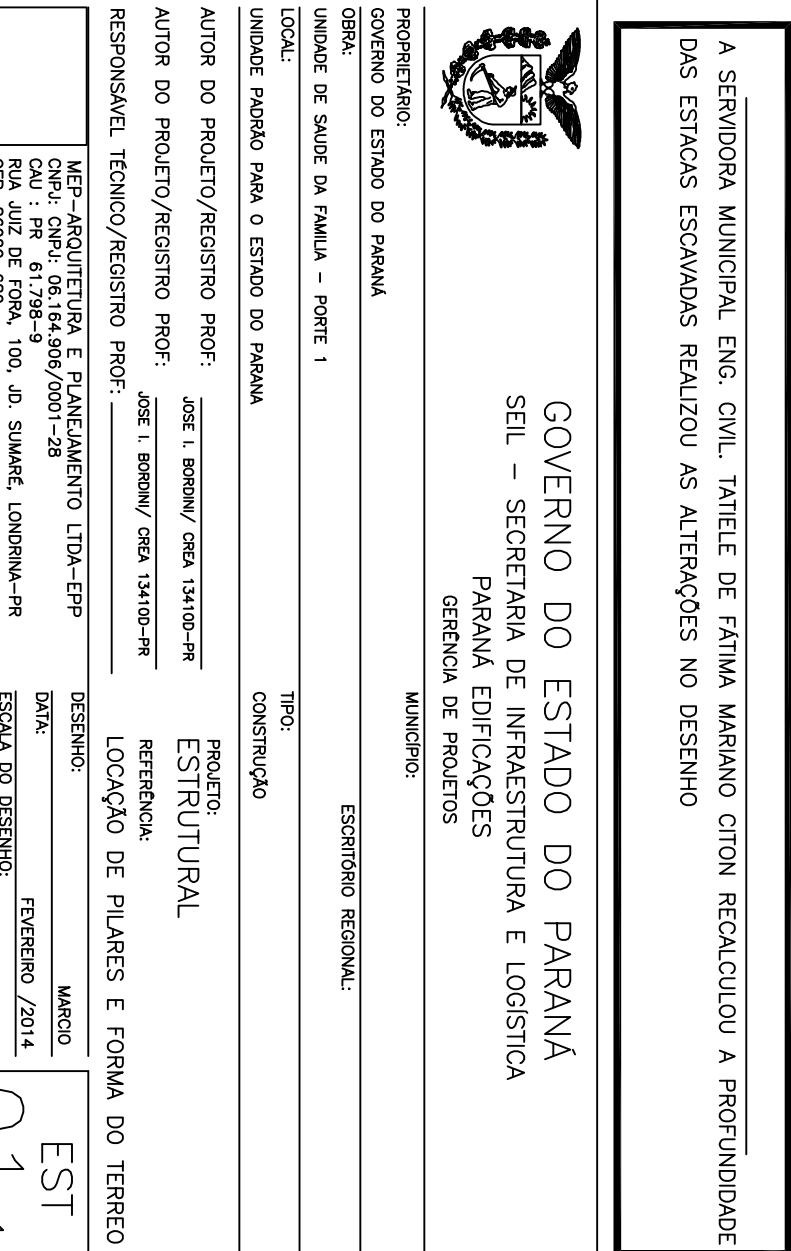 A SERVIDORA MUNICIPAL ENG. CIVIL. TATIELE DE FÁTIMA MARIANO CITON RECALCULOU A PROFUNDIDADE
DAS ESTACAS ESCAVADAS REALIZOU AS ALTERAÇÕES NO DESENHO
GOVERNO DO ESTADO DO PARANÁ
SEIL – SECRETARIA DE INFRAESTRUTURA E LOGÍSTICA
PARANÁ EDIFICAÇÕES
GERÊNCIA DE PROJETOS
PROPRIETÁRIO:
GOVERNO DO ESTADO DO PARANÁ
MUNICÍPIO:
OBRA:
UNIDADE DE SAUDE DA FAMILIA – PORTE 1
ESCRITÓRIO REGIONAL:
LOCAL:
UNIDADE PADRÃO PARA O ESTADO DO PARANA
TIPO:
CONSTRUÇÃO
AUTOR DO PROJETO/REGISTRO PROF:
JOSE I. BORDINI/ CREA 13410D–PR
AUTOR DO PROJETO/REGISTRO PROF:
JOSE I. BORDINI/ CREA 13410D–PR
RESPONSÁVEL TÉCNICO/REGISTRO PROF:
PROJETO:
ESTRUTURAL
REFERÊNCIA:
LOCAÇÃO DE PILARES E FORMA DO TERREO
MEP–ARQUITETURA E PLANEJAMENTO LTDA–EPP
CNPJ: CNPJ: 06.164.906/0001–28
CAU : PR 61.798–9
RUA JUIZ DE FORA, 100, JD. SUMARÉ, LONDRINA–PR
DESENHO:
MARCIO
DATA:
FEVEREIRO /2014
ESCALA DO DESENHO:
EST